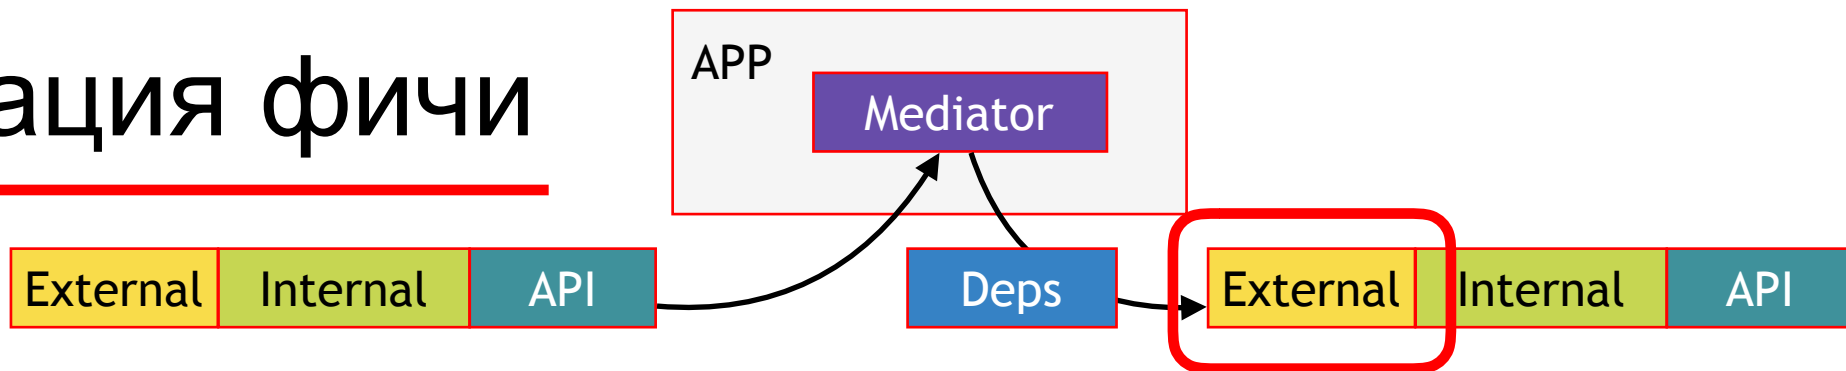 ация фичи
APP
Mediator
External Internal API
Deps
External Internal API